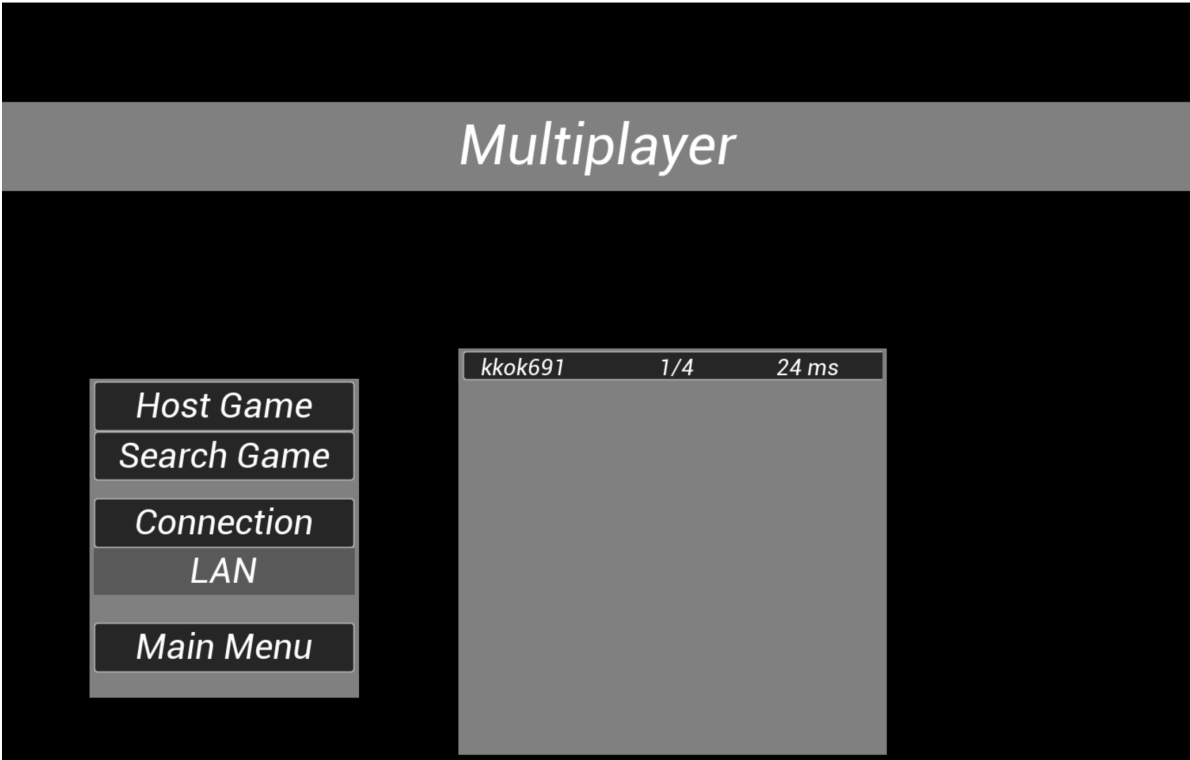 Multiplayer
Host Game
Search Game
Connection
LAN
Main Menu
kkok691 1/4 24 ms